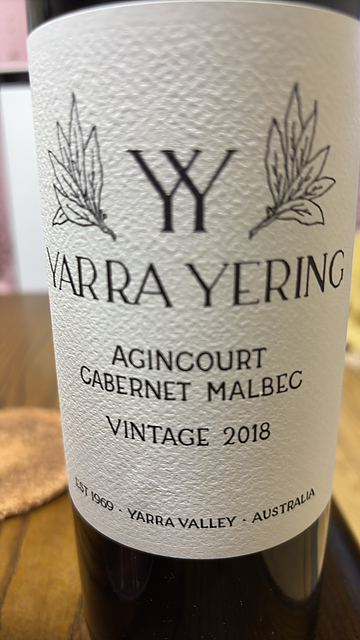 YY
YARRA YERING
AGINCOURT
CABERNET MALBEC
VINTAGE 2018
EST 1969 · YARRA VALLEY · AUSTRALIA